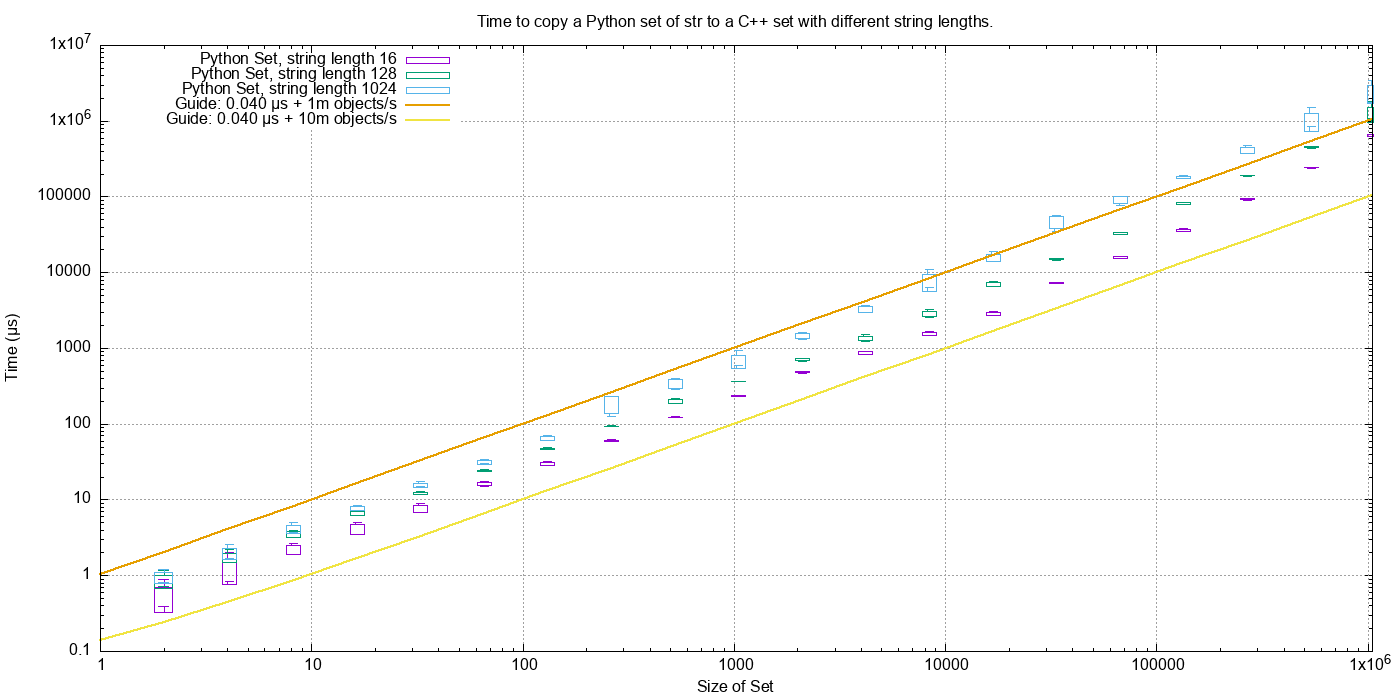 Time to copy a Python set of str to a C++ set with different string lengths.
1x10^7
1x10^6
100000
10000
1000
100
10
1
0.1
Time (µs)
Python Set, string length 16
Python Set, string length 128
Python Set, string length 1024
Guide: 0.040 µs + 1m objects/s
Guide: 0.040 µs + 10m objects/s
1 10 100 1000 10000 100000 1x10^6
Size of Set